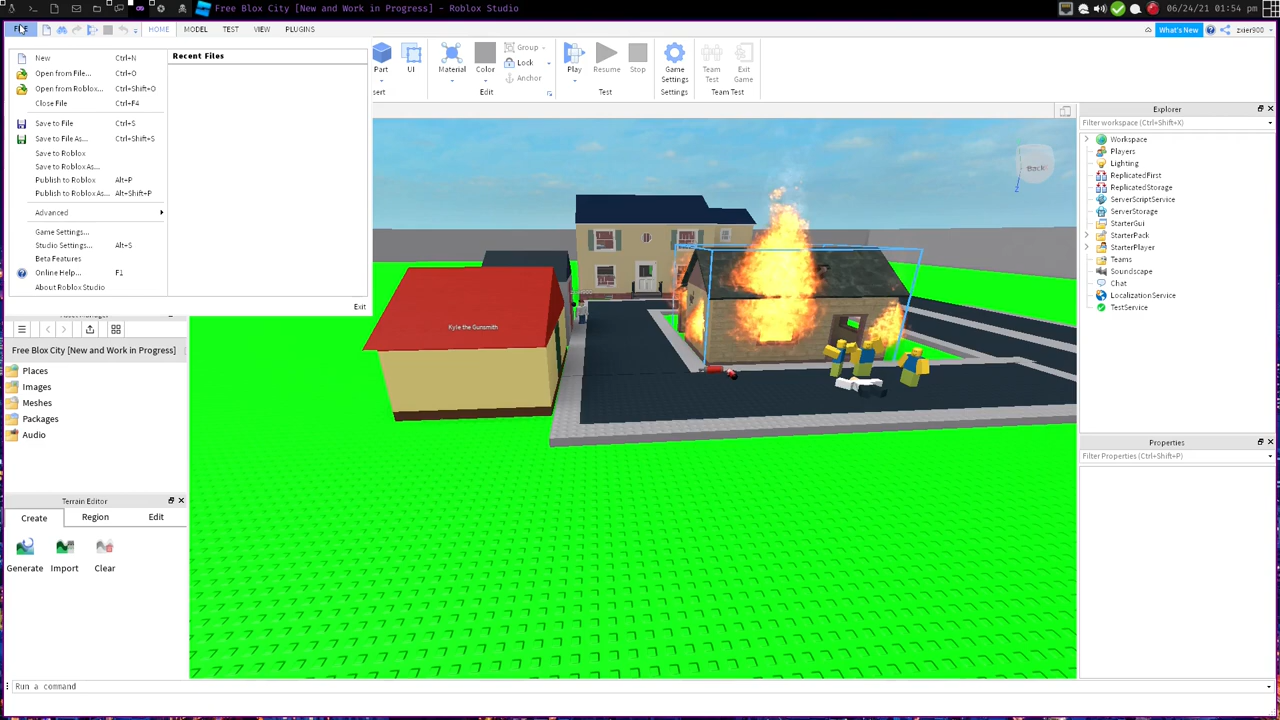 Free Blox City [New and Work in Progress] - Roblox Studio
06/24/21 01:54 pm
FILE
HOME
MODEL
TEST
VIEW
PLUGINS
What's New
zxier900
New Ctrl+N
Open from File... Ctrl+O
Open from Roblox... Ctrl+Shift+O
Close File Ctrl+F4
Save to File Ctrl+S
Save to File As... Ctrl+Shift+S
Save to Roblox
Save to Roblox As...
Publish to Roblox Alt+P
Publish to Roblox As... Alt+Shift+P
Advanced
Game Settings...
Studio Settings... Alt+S
Beta Features
Online Help... F1
About Roblox Studio
Recent Files
Exit
Part
UI
Material
Color
Group
Lock
Anchor
Edit
Play
Resume
Stop
Test
Game Settings
Settings
Team Test
Exit Game
Team Test
Back
Kyle the Gunsmith
Free Blox City [New and Work in Progress]
Places
Images
Meshes
Packages
Audio
Terrain Editor
Create
Region
Edit
Generate
Import
Clear
Run a command
Explorer
Filter workspace (Ctrl+Shift+X)
Workspace
Players
Lighting
ReplicatedFirst
ReplicatedStorage
ServerScriptService
ServerStorage
StarterGui
StarterPack
StarterPlayer
Teams
Soundscape
Chat
LocalizationService
TestService
Properties
Filter Properties (Ctrl+Shift+P)